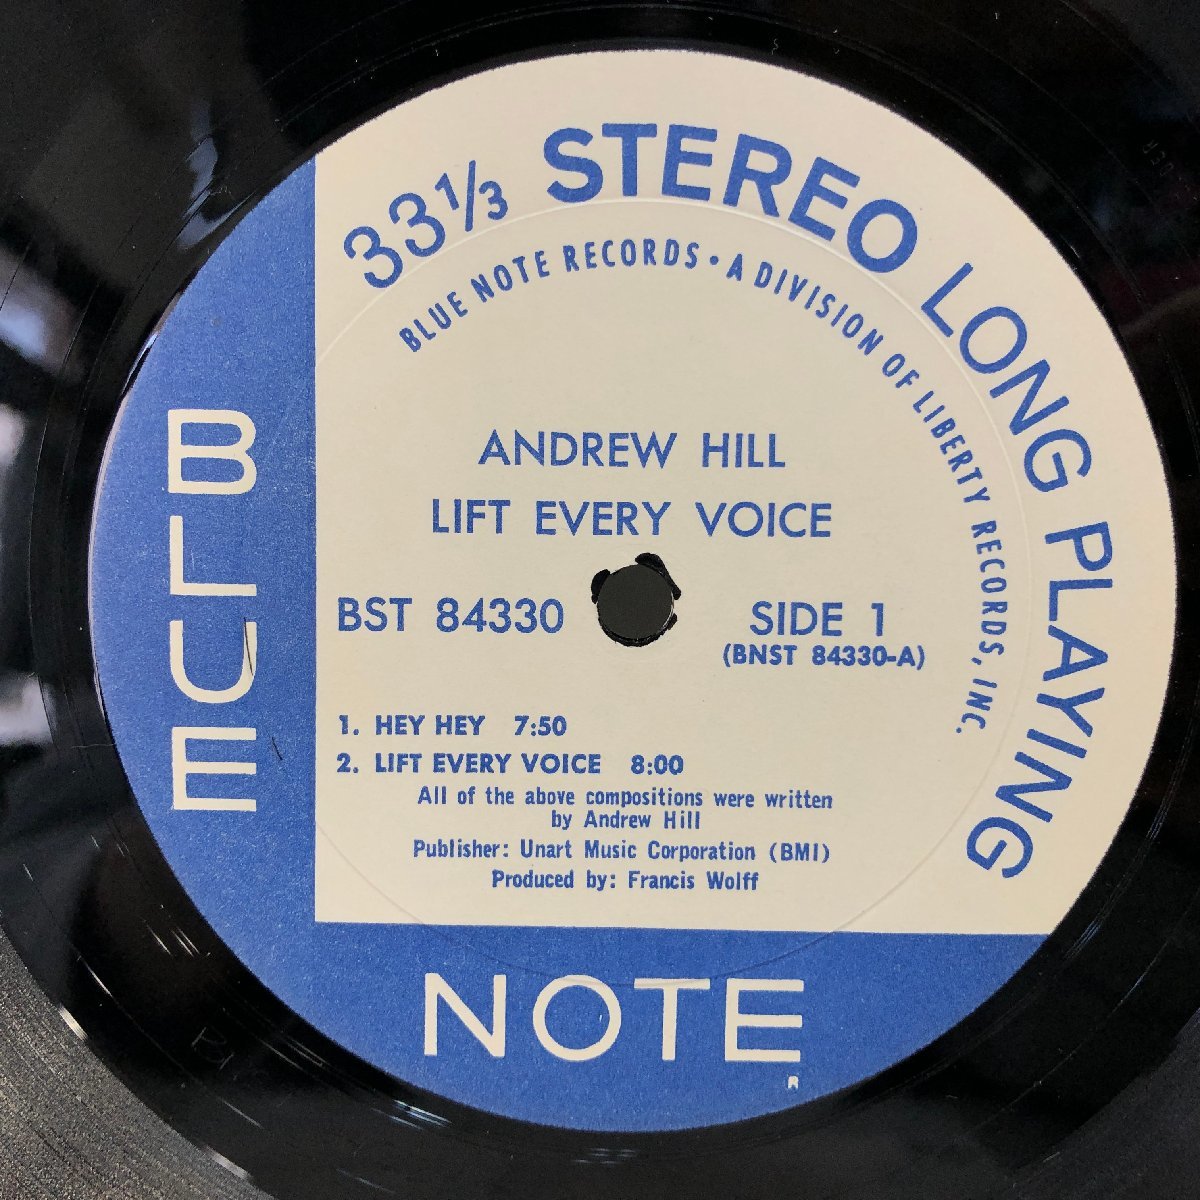 33 1/3 STEREO LONG PLAYING
BLUE NOTE RECORDS • A DIVISION OF LIBERTY RECORDS, INC.
ANDREW HILL
LIFT EVERY VOICE
BST 84330
SIDE 1
(BNST 84330-A)
1. HEY HEY 7:50
2. LIFT EVERY VOICE 8:00
All of the above compositions were written
by Andrew Hill
Publisher: Unart Music Corporation (BMI)
Produced by: Francis Wolff
BLUE
NOTE
R